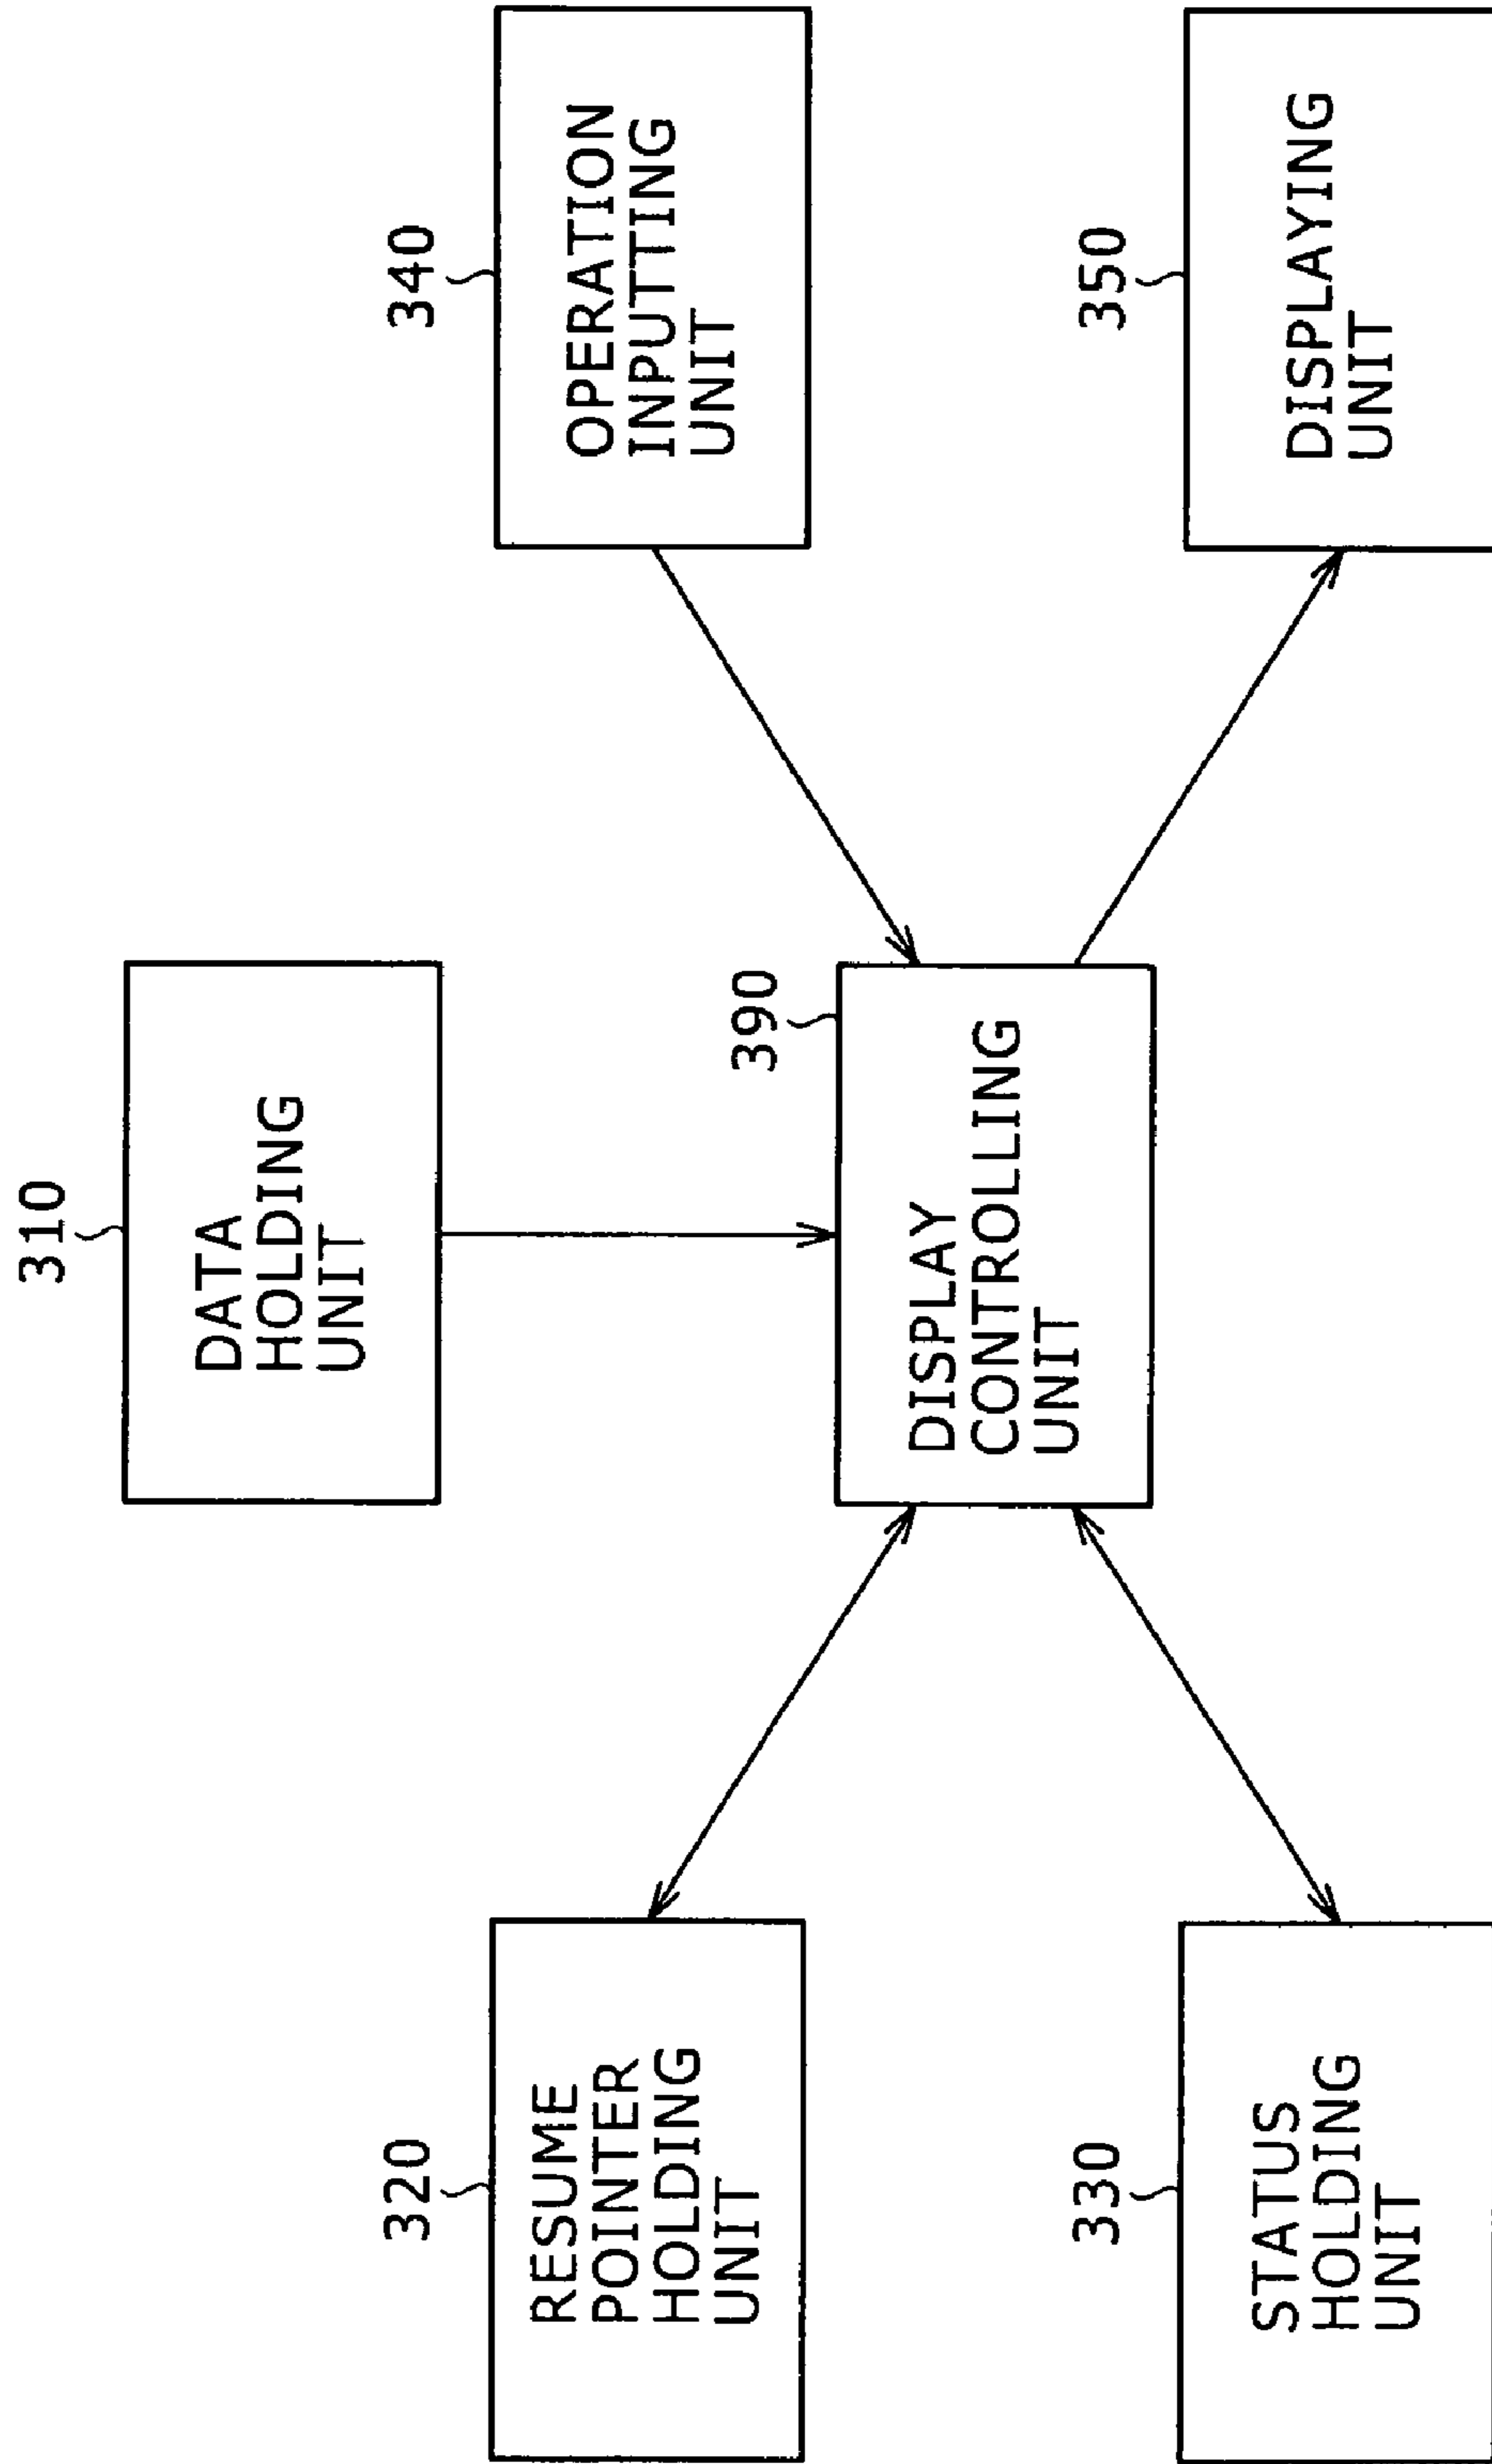 310
DATA
HOLDING
UNIT
320
RESUME
POINTER
HOLDING
UNIT
390
DISPLAY
CONTROLLING
UNIT
340
OPERATION
INPUTTING
UNIT
330
STATUS
HOLDING
UNIT
350
DISPLAYING
UNIT